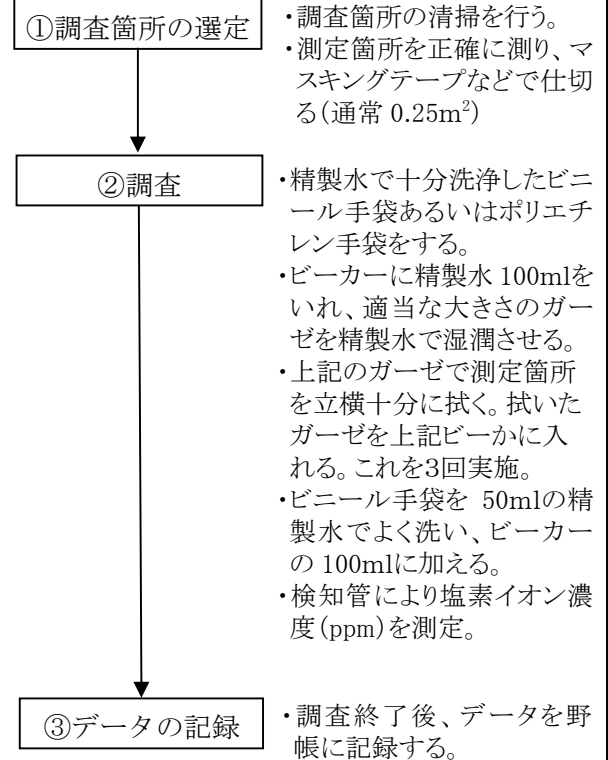 ①調査箇所の選定
・調査箇所の清掃を行う。
・測定箇所を正確に測り、マ
スキングテープなどで仕切
る(通常 0.25m²)
②調査
・精製水で十分洗浄したビニ
ール手袋あるいはポリエチ
レン手袋をする。
・ビーカーに精製水 100mlを
いれ、適当な大きさのガー
ゼを精製水で湿潤させる。
・上記のガーゼで測定箇所
を立横十分に拭く。拭いた
ガーゼを上記ビーかに入
れる。これを3回実施。
・ビニール手袋を 50mlの精
製水でよく洗い、ビーカー
の 100mlに加える。
・検知管により塩素イオン濃
度(ppm)を測定。
③データの記録
・調査終了後、データを野
帳に記録する。